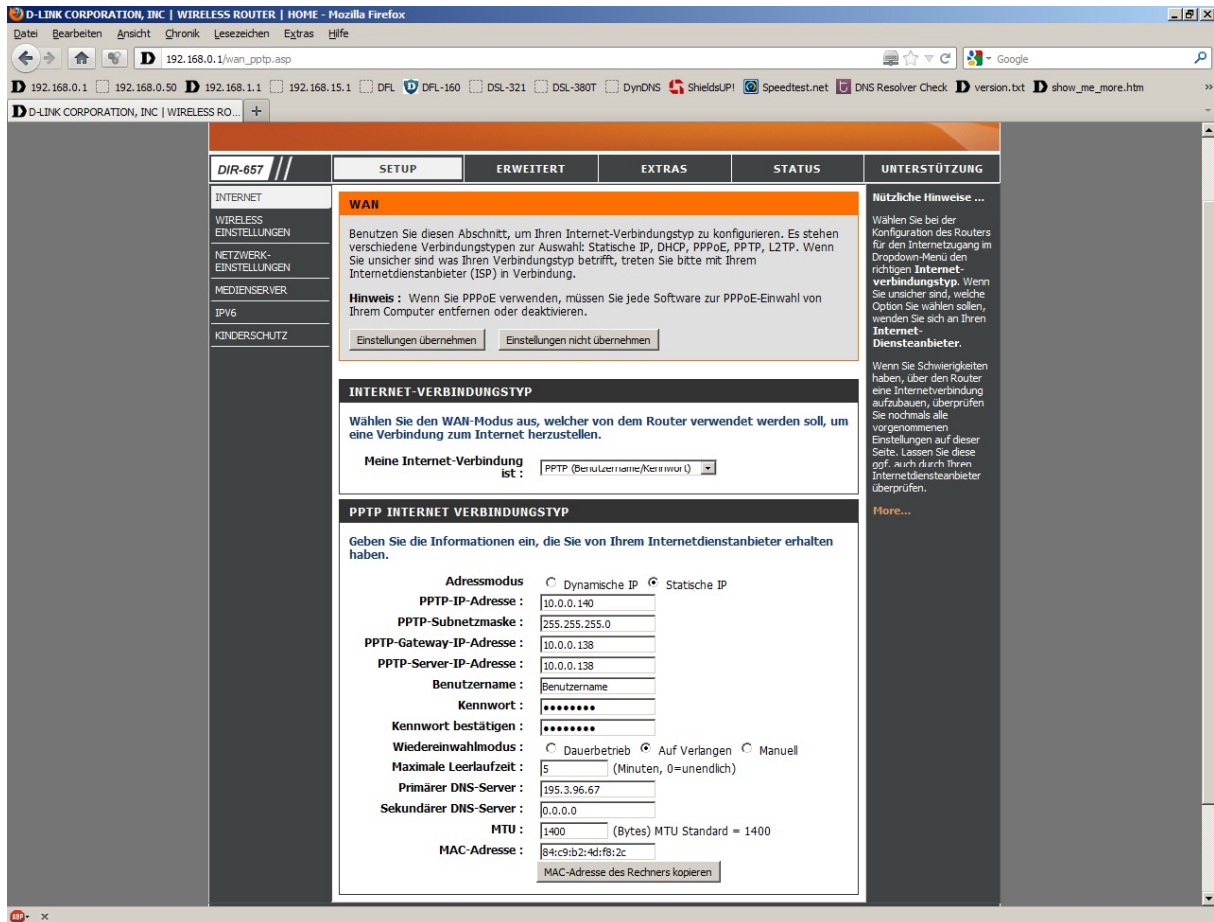 D-LINK CORPORATION, INC | WIRELESS ROUTER | HOME - Mozilla Firefox
Datei Bearbeiten Ansicht Chronik Lesezeichen Extras Hilfe
192.168.0.1/wan_pptp.asp
Google
192.168.0.1 192.168.0.50 192.168.1.1 192.168.15.1 DFL DFL-160 DSL-321 DSL-380T DynDNS ShieldsUP! Speedtest.net DNS Resolver Check version.txt show_me_more.htm »
D-LINK CORPORATION, INC | WIRELESS RO... +
DIR-657 // SETUP ERWEITERT EXTRAS STATUS UNTERSTÜTZUNG
INTERNET
WIRELESS
EINSTELLUNGEN
NETZWERK-
EINSTELLUNGEN
MEDIENSERVER
IPV6
KINDERSCHUTZ
WAN
Benutzen Sie diesen Abschnitt, um Ihren Internet-Verbindungstyp zu konfigurieren. Es stehen
verschiedene Verbindungstypen zur Auswahl: Statische IP, DHCP, PPPoE, PPTP, L2TP. Wenn
Sie unsicher sind was Ihren Verbindungstyp betrifft, treten Sie bitte mit Ihrem
Internetdienstanbieter (ISP) in Verbindung.
Hinweis : Wenn Sie PPPoE verwenden, müssen Sie jede Software zur PPPoE-Einwahl von
Ihrem Computer entfernen oder deaktivieren.
Einstellungen übernehmen Einstellungen nicht übernehmen
INTERNET-VERBINDUNGSTYP
Wählen Sie den WAN-Modus aus, welcher von dem Router verwendet werden soll, um
eine Verbindung zum Internet herzustellen.
Meine Internet-Verbindung
ist : PPTP (Benutzername/Kennwort)
PPTP INTERNET VERBINDUNGSTYP
Geben Sie die Informationen ein, die Sie von Ihrem Internetdienstanbieter erhalten
haben.
Adressmodus Dynamische IP Statische IP
PPTP-IP-Adresse : 10.0.0.140
PPTP-Subnetzmaske : 255.255.255.0
PPTP-Gateway-IP-Adresse : 10.0.0.138
PPTP-Server-IP-Adresse : 10.0.0.138
Benutzername : Benutzername
Kennwort : ••••••••
Kennwort bestätigen : ••••••••
Wiedereinwahlmodus : Dauerbetrieb Auf Verlangen Manuell
Maximale Leerlaufzeit : 5 (Minuten, 0=unendlich)
Primärer DNS-Server : 195.3.96.67
Sekundärer DNS-Server : 0.0.0.0
MTU : 1400 (Bytes) MTU Standard = 1400
MAC-Adresse : 84:c9:b2:4d:f8:2c
MAC-Adresse des Rechners kopieren
Nützliche Hinweise ...
Wählen Sie bei der
Konfiguration des Routers
für den Internetzugang im
Dropdown-Menü den
richtigen Internet-
verbindungstyp. Wenn
Sie unsicher sind, welche
Option Sie wählen sollen,
wenden Sie sich an Ihren
Internet-
Diensteanbieter.
Wenn Sie Schwierigkeiten
haben, über den Router
eine Internetverbindung
aufzubauen, überprüfen
Sie nochmals alle
vorgenommenen
Einstellungen auf dieser
Seite. Lassen Sie diese
ggf. auch durch Ihren
Internetdiensteanbieter
überprüfen.
More...
ABP